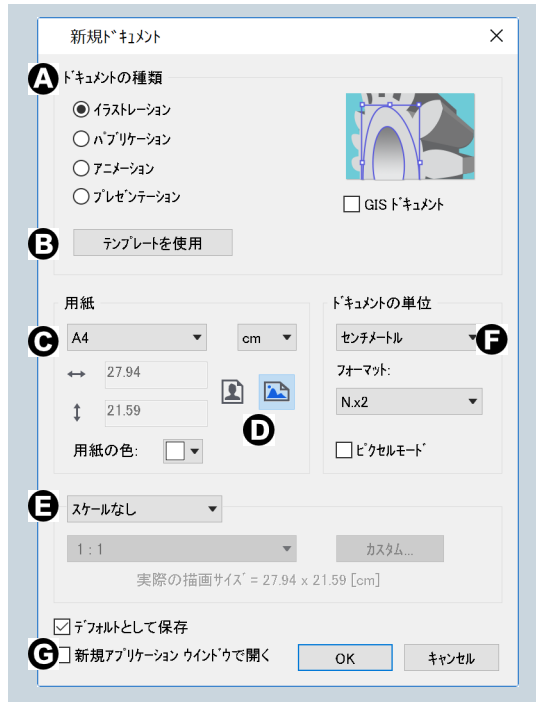 新規ﾄﾞｷｭﾒﾝﾄ
A ﾄﾞｷｭﾒﾝﾄの種類
ｲﾗｽﾄﾚｰｼｮﾝ
ﾊﾟﾌﾞﾘｹｰｼｮﾝ
ｱﾆﾒｰｼｮﾝ
ﾌﾟﾚｾﾞﾝﾃｰｼｮﾝ
GIS ﾄﾞｷｭﾒﾝﾄ
B ﾃﾝﾌﾟﾚｰﾄを使用
用紙
C A4 cm
27.94
21.59
D
用紙の色:
ﾄﾞｷｭﾒﾝﾄの単位
ｾﾝﾁﾒｰﾄﾙ F
ﾌｫｰﾏｯﾄ:
N.x2
ﾋﾟｸｾﾙﾓｰﾄﾞ
E ｽｹｰﾙなし
1 : 1 ｶｽﾀﾑ...
実際の描画ｻｲｽﾞ = 27.94 x 21.59 [cm]
ﾃﾞﾌｫﾙﾄとして保存
G 新規ｱﾌﾟﾘｹｰｼｮﾝ ｳｲﾝﾄﾞｳで開く OK ｷｬﾝｾﾙ